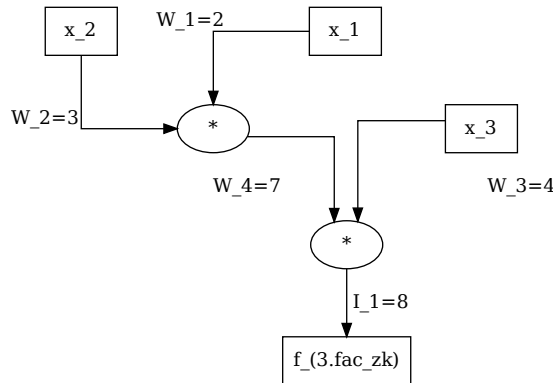 W_1=2
x_2
x_1
W_2=3
*
x_3
W_4=7
W_3=4
*
I_1=8
f_(3.fac_zk)